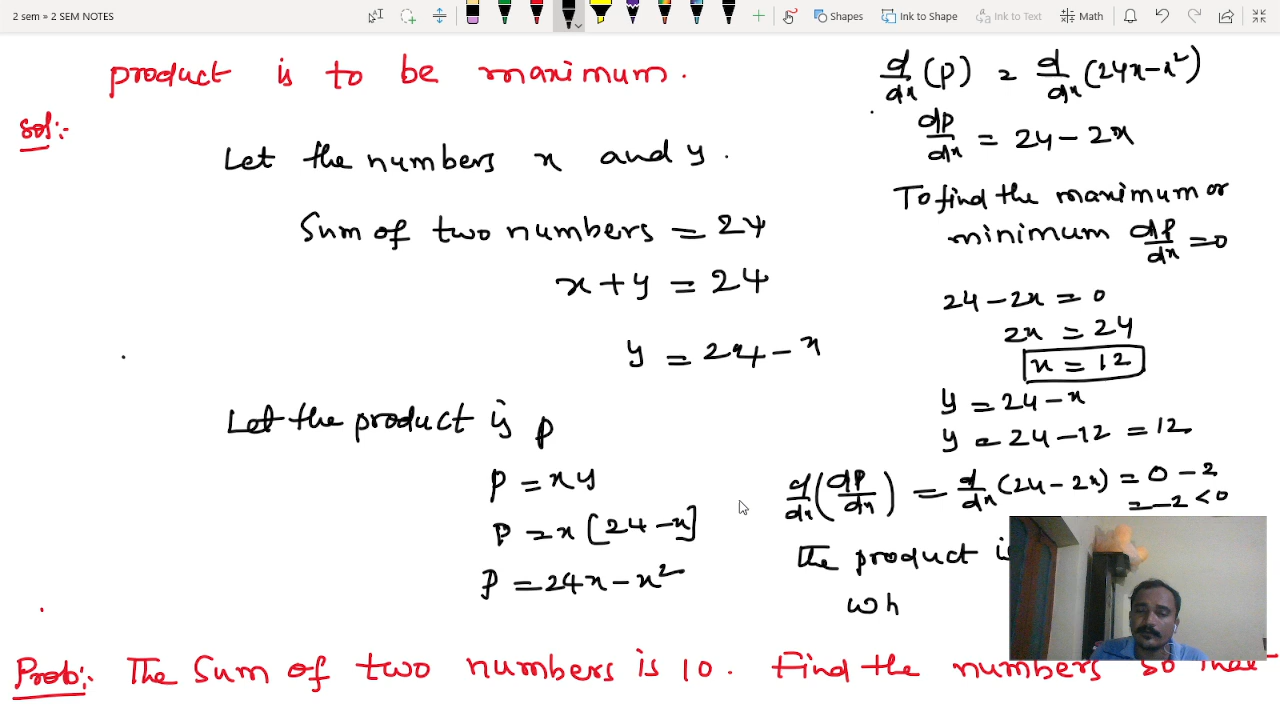 2 sem » 2 SEM NOTES
Shapes
Ink to Shape
Ink to Text
Math
product is to be maximum.
Sol:-
Let the numbers x and y.
Sum of two numbers = 24
x + y = 24
y = 24 - x
Let the product is p
P = xy
P = x [24 - x]
P = 24x - x²
d/dx (P) = d/dx (24x - x²)
dp/dx = 24 - 2x
To find the maximum or
minimum dp/dx = 0
24 - 2x = 0
2x = 24
x = 12
y = 24 - x
y = 24 - 12 = 12
d/dx (dp/dx) = d/dx (24 - 2x) = 0 - 2
= -2 < 0
The product is
wh
Prob:- The Sum of two numbers is 10. Find the numbers so that